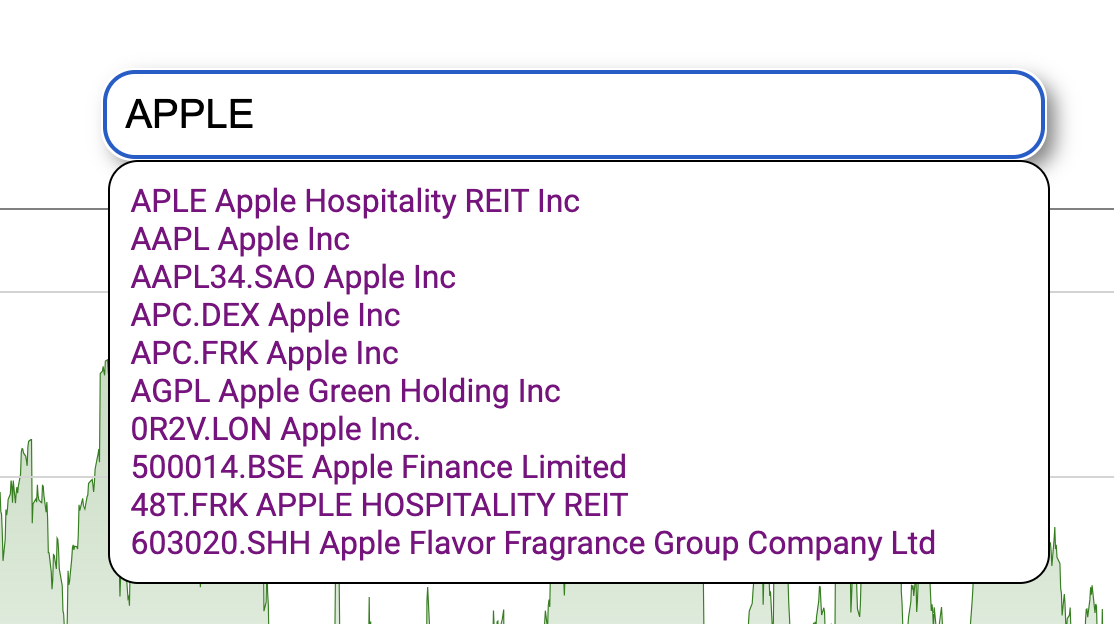 APPLE
APLE Apple Hospitality REIT Inc
AAPL Apple Inc
AAPL34.SAO Apple Inc
APC.DEX Apple Inc
APC.FRK Apple Inc
AGPL Apple Green Holding Inc
0R2V.LON Apple Inc.
500014.BSE Apple Finance Limited
48T.FRK APPLE HOSPITALITY REIT
603020.SHH Apple Flavor Fragrance Group Company Ltd